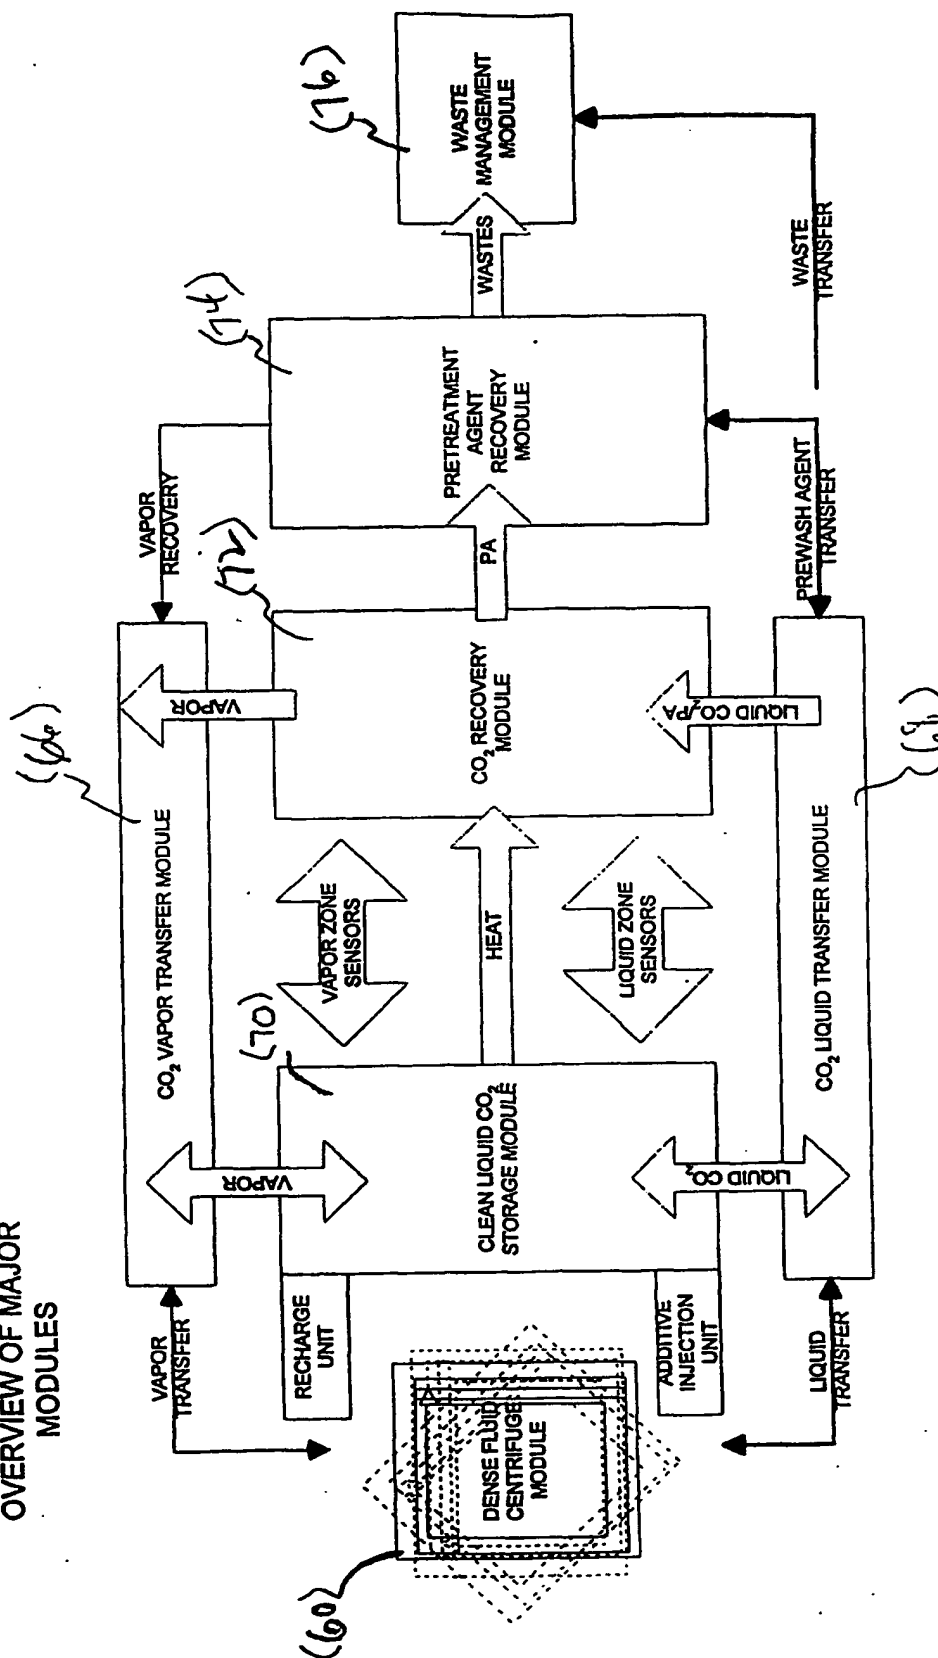 OVERVIEW OF MAJOR
MODULES
(66)
CO2 VAPOR TRANSFER MODULE
VAPOR
TRANSFER
VAPOR
VAPOR
VAPOR
RECOVERY
(60)
DENSE FLUID
CENTRIFUGE
MODULE
RECHARGE
UNIT
ADDITIVE
INJECTION
UNIT
(70)
CLEAN LIQUID CO2
STORAGE MODULE
VAPOR ZONE
SENSORS
HEAT
LIQUID ZONE
SENSORS
(72)
CO2 RECOVERY
MODULE
PA
(74)
PRETREATMENT
AGENT
RECOVERY
MODULE
WASTES
(76)
WASTE
MANAGEMENT
MODULE
LIQUID CO2
LIQUID CO2/PA
LIQUID
TRANSFER
CO2 LIQUID TRANSFER MODULE
PREWASH AGENT
TRANSFER
WASTE
TRANSFER